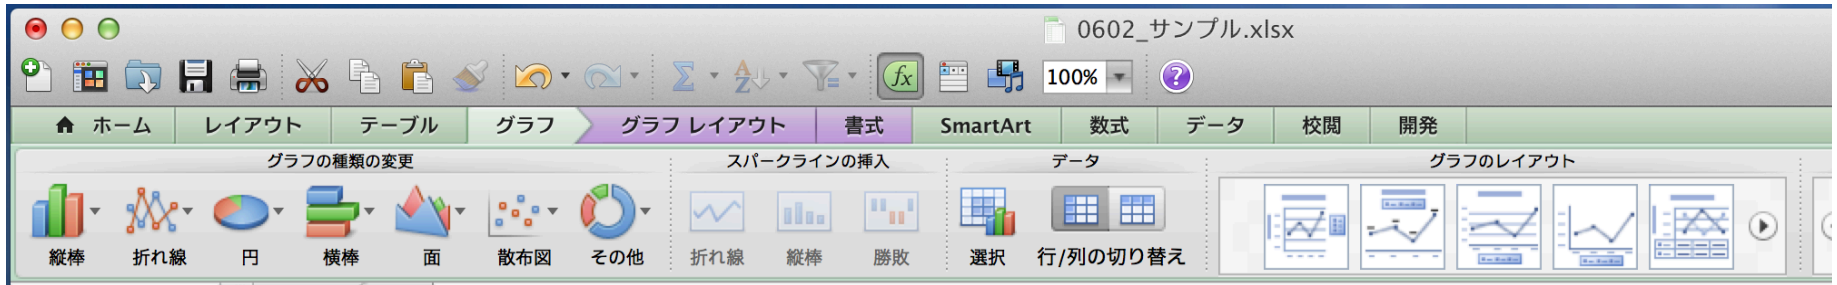 0602_サンプル.xlsx
100%
ホーム レイアウト テーブル グラフ グラフ レイアウト 書式 SmartArt 数式 データ 校閲 開発
グラフの種類の変更 スパークラインの挿入 データ グラフのレイアウト
縦棒 折れ線 円 横棒 面 散布図 その他 折れ線 縦棒 勝敗 選択 行/列の切り替え